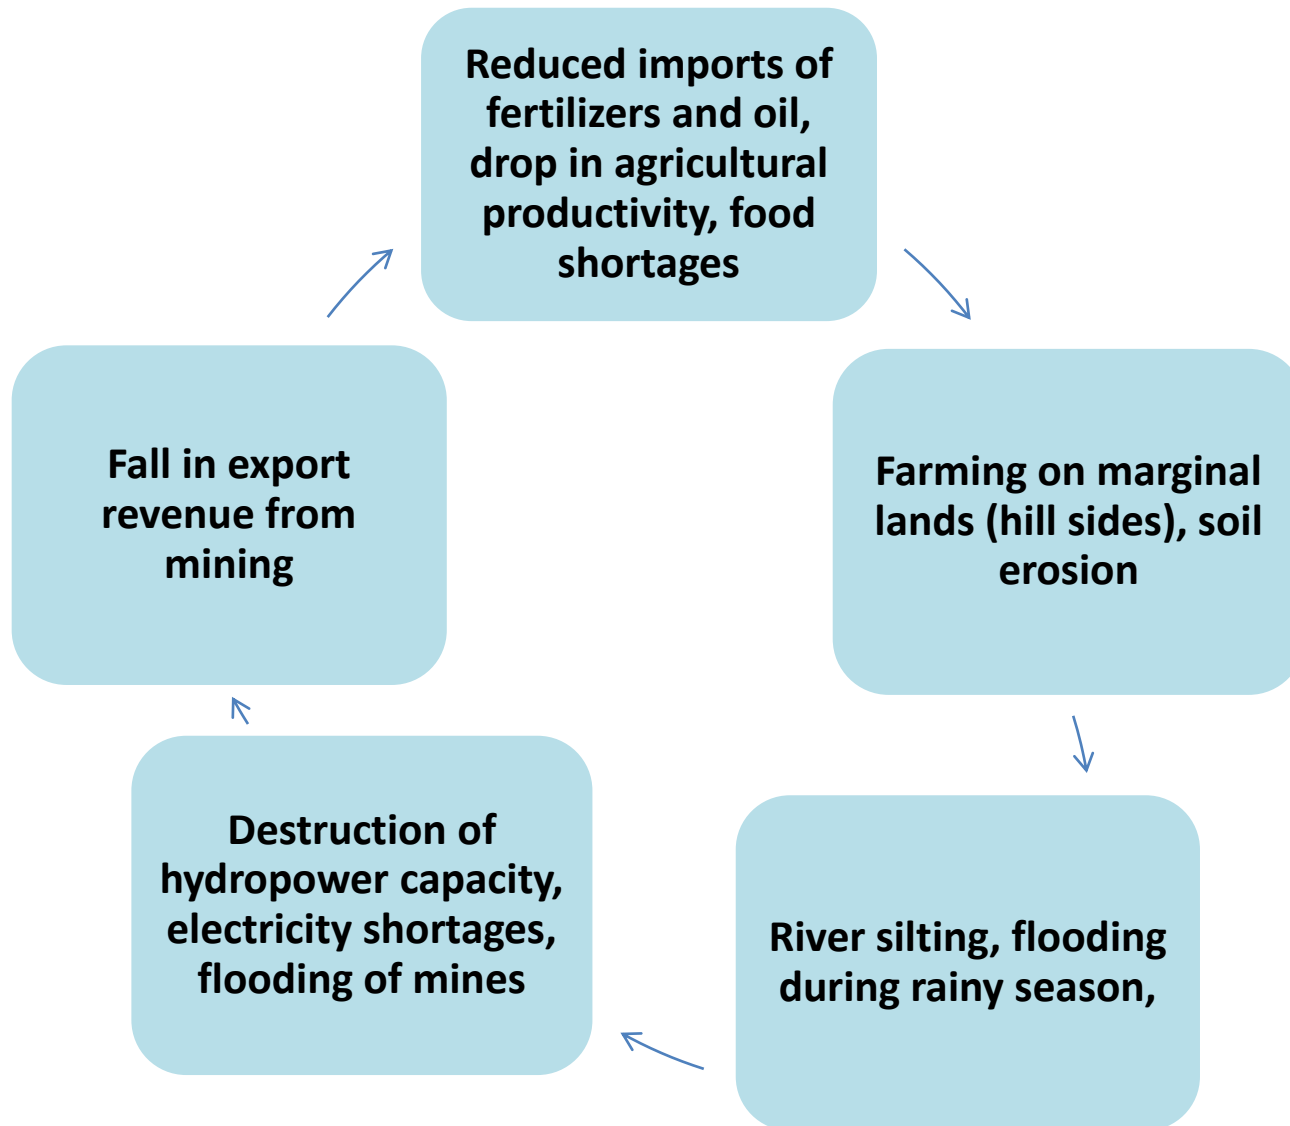 Reduced imports of
fertilizers and oil,
drop in agricultural
productivity, food
shortages
Farming on marginal
lands (hill sides), soil
erosion
River silting, flooding
during rainy season,
Destruction of
hydropower capacity,
electricity shortages,
flooding of mines
Fall in export
revenue from
mining